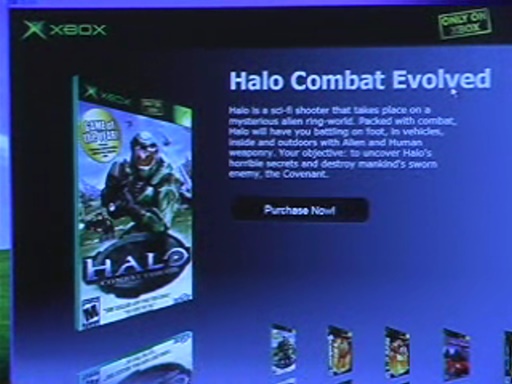 XBOX
ONLY ON
XBOX
Halo Combat Evolved
Halo is a sci-fi shooter that takes place on a
mysterious alien ring-world. Packed with combat,
Halo will have you battling on foot, in vehicles,
inside and outdoors with Alien and Human
weaponry. Your objective: to uncover Halo's
horrible secrets and destroy mankind's sworn
enemy, the Covenant.
Purchase Now!
XBOX
GAME of
the YEAR!
HALO
COMBAT EVOLVED
M